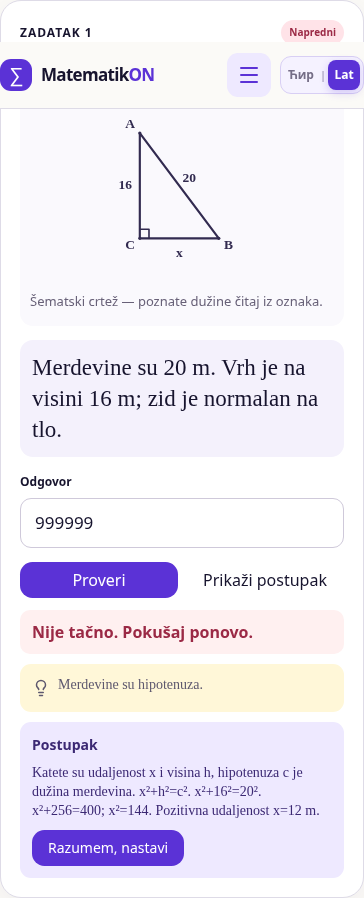 ZADATAK 1
Napredni
∑ MatematikON
Ћир | Lat
A
16
20
C
B
x
Šematski crtež — poznate dužine čitaj iz oznaka.
Merdevine su 20 m. Vrh je na
visini 16 m; zid je normalan na
tlo.
Odgovor
999999
Proveri
Prikaži postupak
Nije tačno. Pokušaj ponovo.
Merdevine su hipotenuza.
Postupak
Katete su udaljenost x i visina h, hipotenuza c je
dužina merdevina. x²+h²=c². x²+16²=20².
x²+256=400; x²=144. Pozitivna udaljenost x=12 m.
Razumem, nastavi